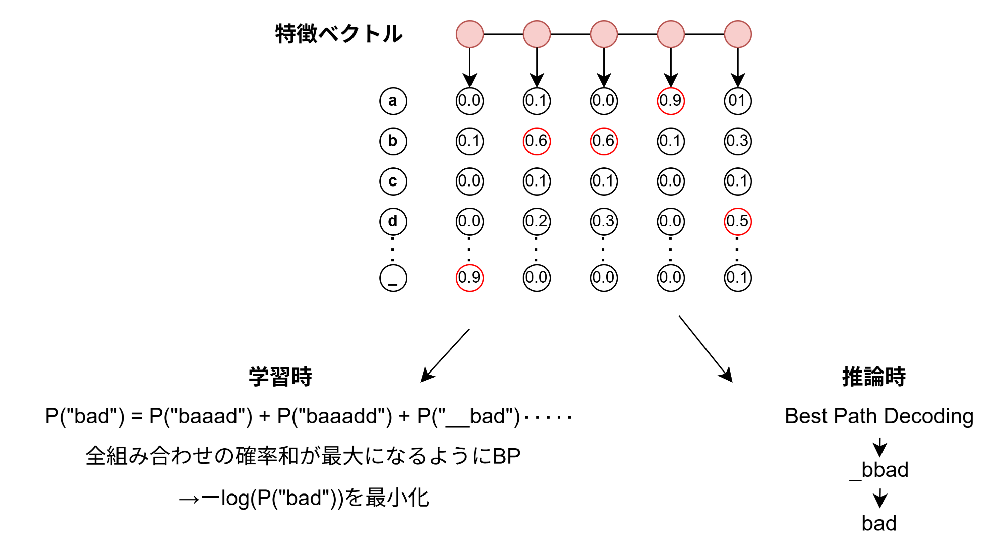 特徴ベクトル
a 0.0 0.1 0.0 0.9 01
b 0.1 0.6 0.6 0.1 0.3
c 0.0 0.1 0.1 0.0 0.1
d 0.0 0.2 0.3 0.0 0.5
_ 0.9 0.0 0.0 0.0 0.1
学習時
P("bad") = P("baaad") + P("baaadd") + P("__bad")·····
全組み合わせの確率和が最大になるようにBP
→ーlog(P("bad"))を最小化
推論時
Best Path Decoding
_bbad
bad